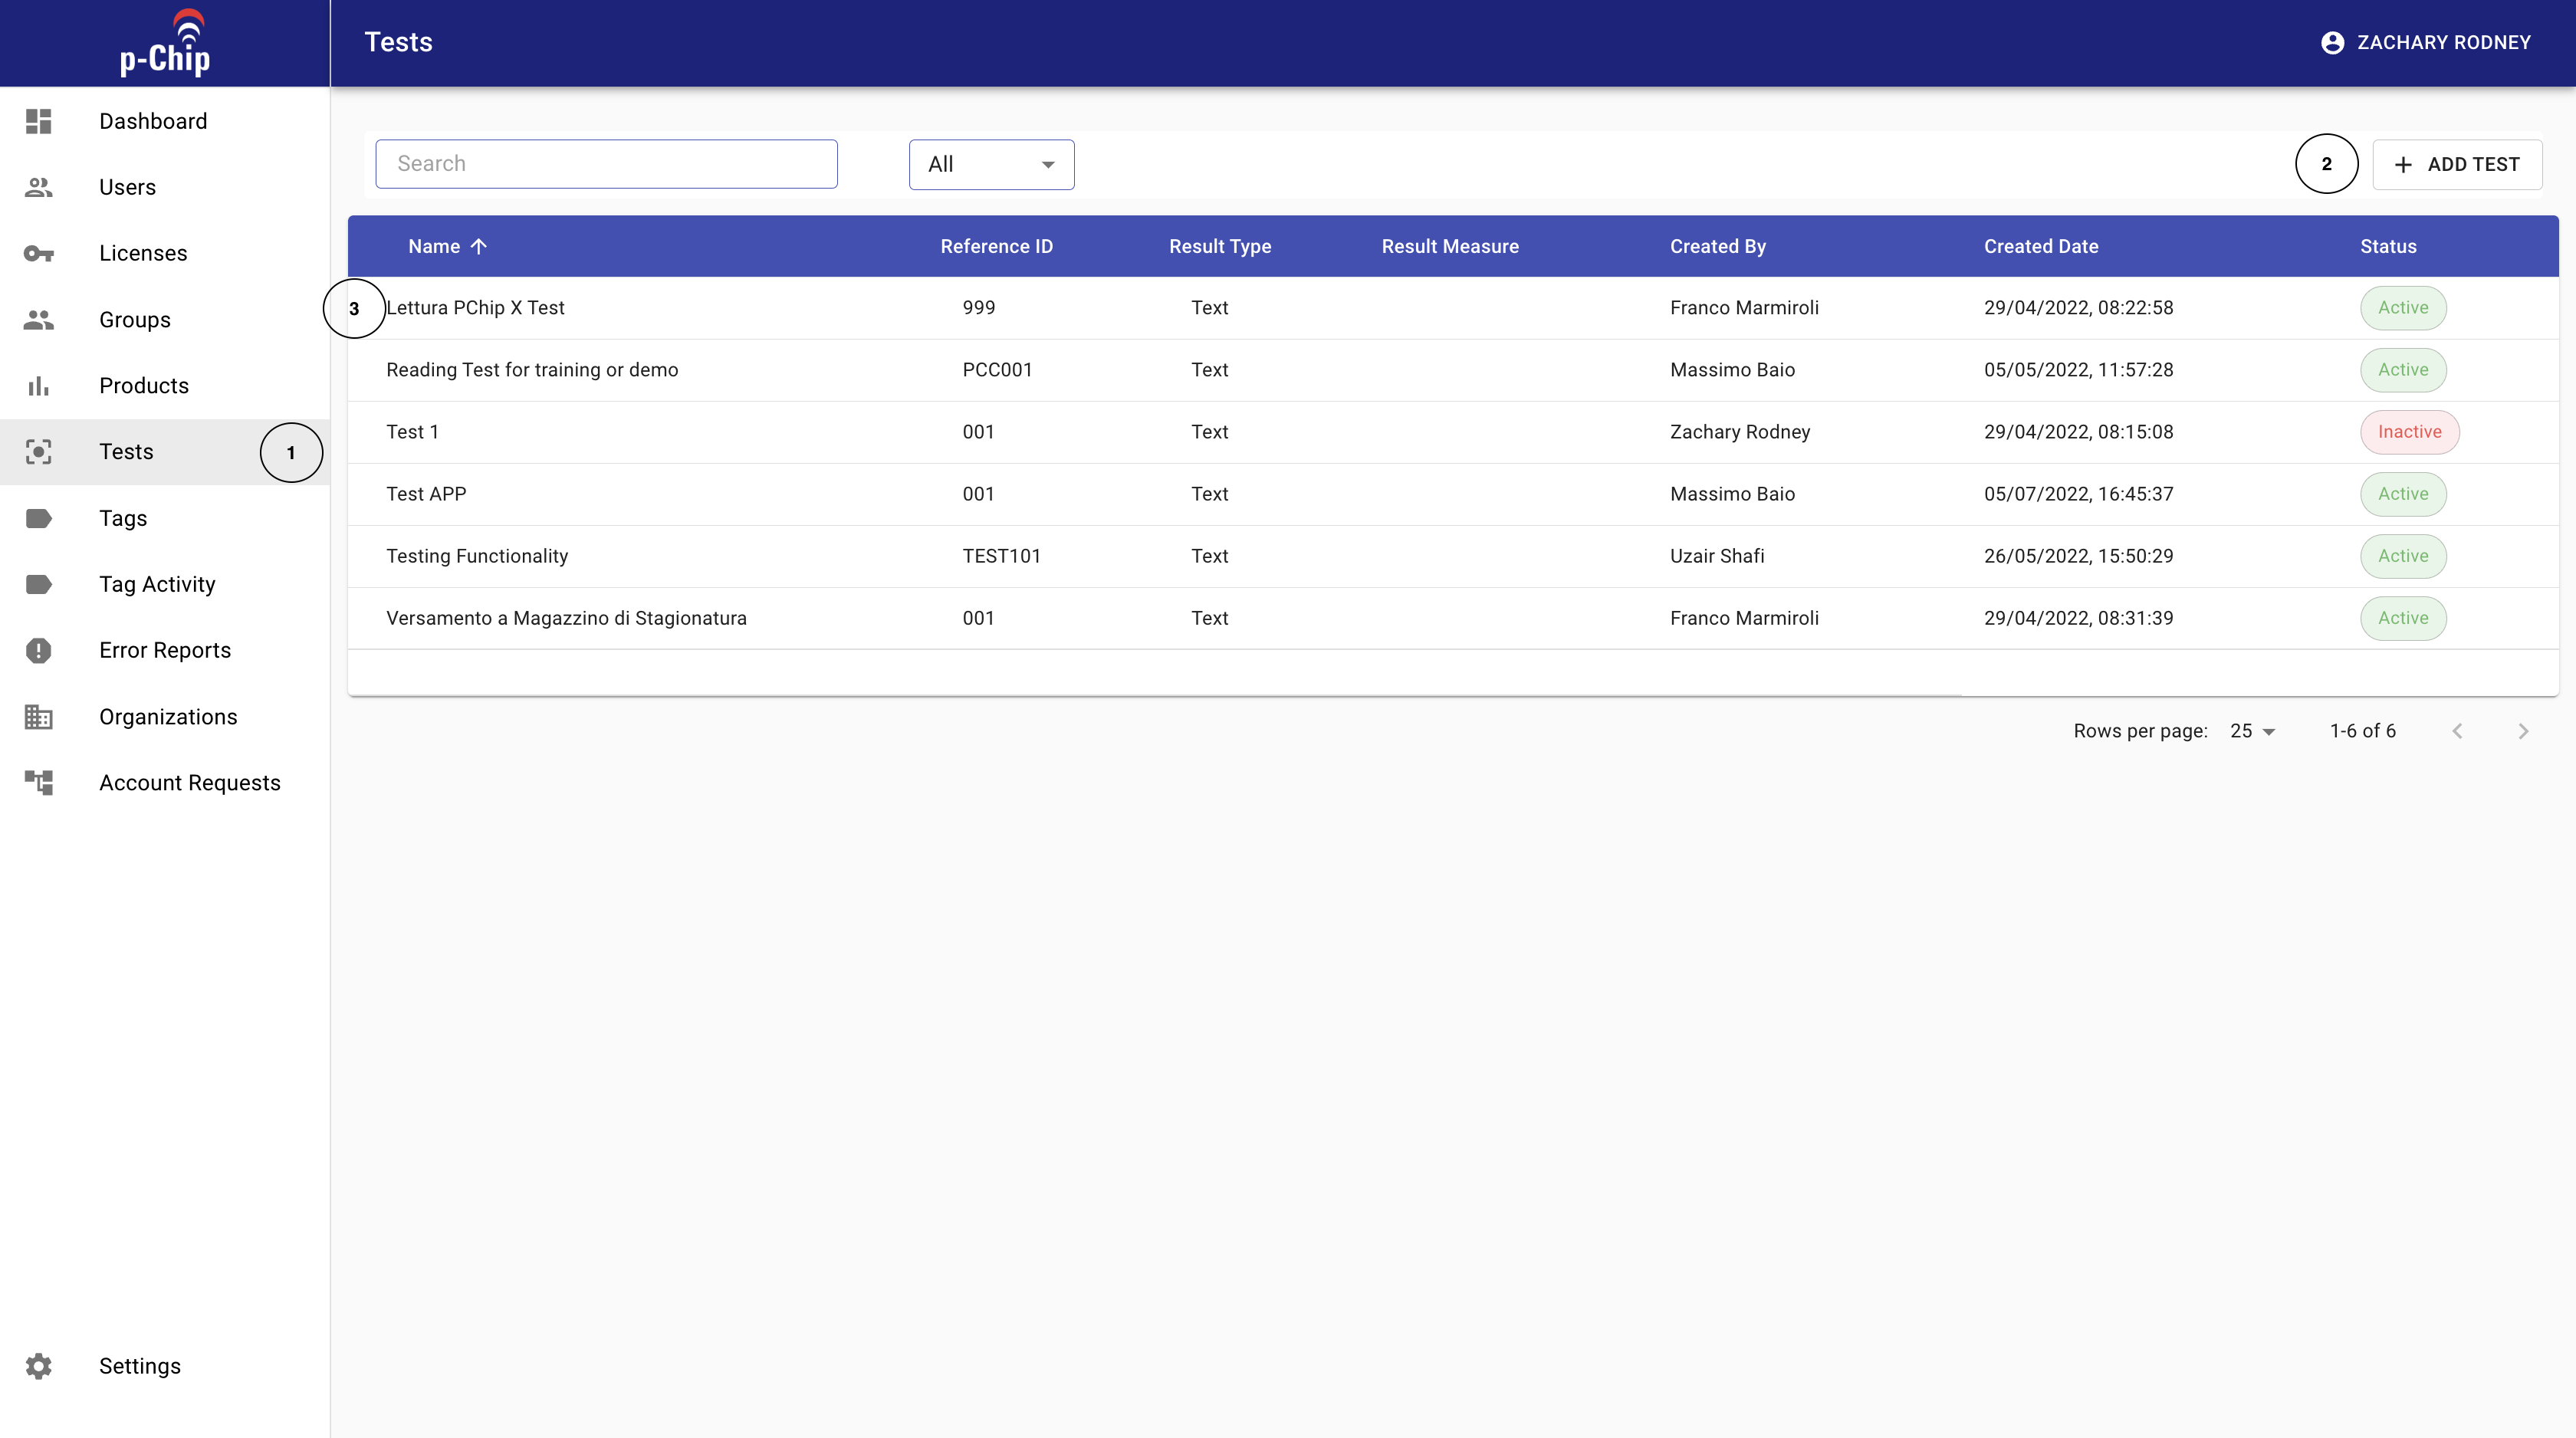 p-Chip
Tests
ZACHARY RODNEY
Dashboard
Users
Licenses
Groups
Products
Tests 1
Tags
Tag Activity
Error Reports
Organizations
Account Requests
Settings
Search
All
2
ADD TEST
Name Reference ID Result Type Result Measure Created By Created Date Status
3 Lettura PChip X Test 999 Text Franco Marmiroli 29/04/2022, 08:22:58 Active
Reading Test for training or demo PCC001 Text Massimo Baio 05/05/2022, 11:57:28 Active
Test 1 001 Text Zachary Rodney 29/04/2022, 08:15:08 Inactive
Test APP 001 Text Massimo Baio 05/07/2022, 16:45:37 Active
Testing Functionality TEST101 Text Uzair Shafi 26/05/2022, 15:50:29 Active
Versamento a Magazzino di Stagionatura 001 Text Franco Marmiroli 29/04/2022, 08:31:39 Active
Rows per page: 25 1-6 of 6